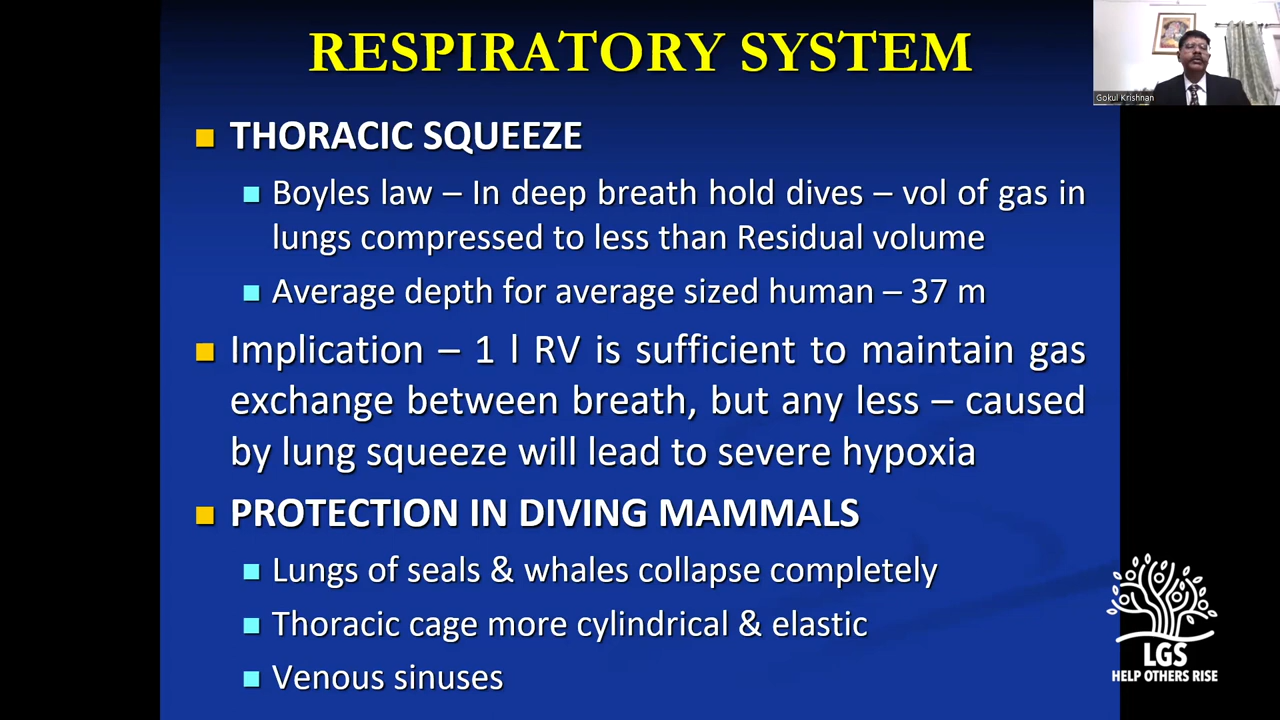 RESPIRATORY SYSTEM
Gokul Krishnan
THORACIC SQUEEZE
Boyles law – In deep breath hold dives – vol of gas in
lungs compressed to less than Residual volume
Average depth for average sized human – 37 m
Implication – 1 l RV is sufficient to maintain gas
exchange between breath, but any less – caused
by lung squeeze will lead to severe hypoxia
PROTECTION IN DIVING MAMMALS
Lungs of seals & whales collapse completely
Thoracic cage more cylindrical & elastic
Venous sinuses
LGS
HELP OTHERS RISE